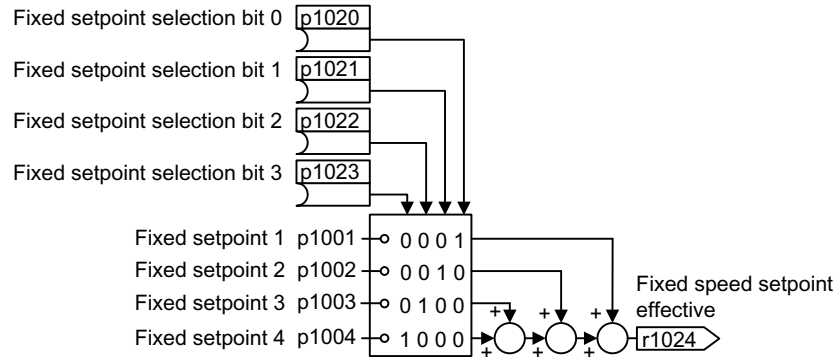 Fixed setpoint selection bit 0 p1020
Fixed setpoint selection bit 1 p1021
Fixed setpoint selection bit 2 p1022
Fixed setpoint selection bit 3 p1023
Fixed setpoint 1 p1001 0 0 0 1
Fixed setpoint 2 p1002 0 0 1 0
Fixed setpoint 3 p1003 0 1 0 0
Fixed setpoint 4 p1004 1 0 0 0
+ + +
+ + +
Fixed speed setpoint
effective
r1024